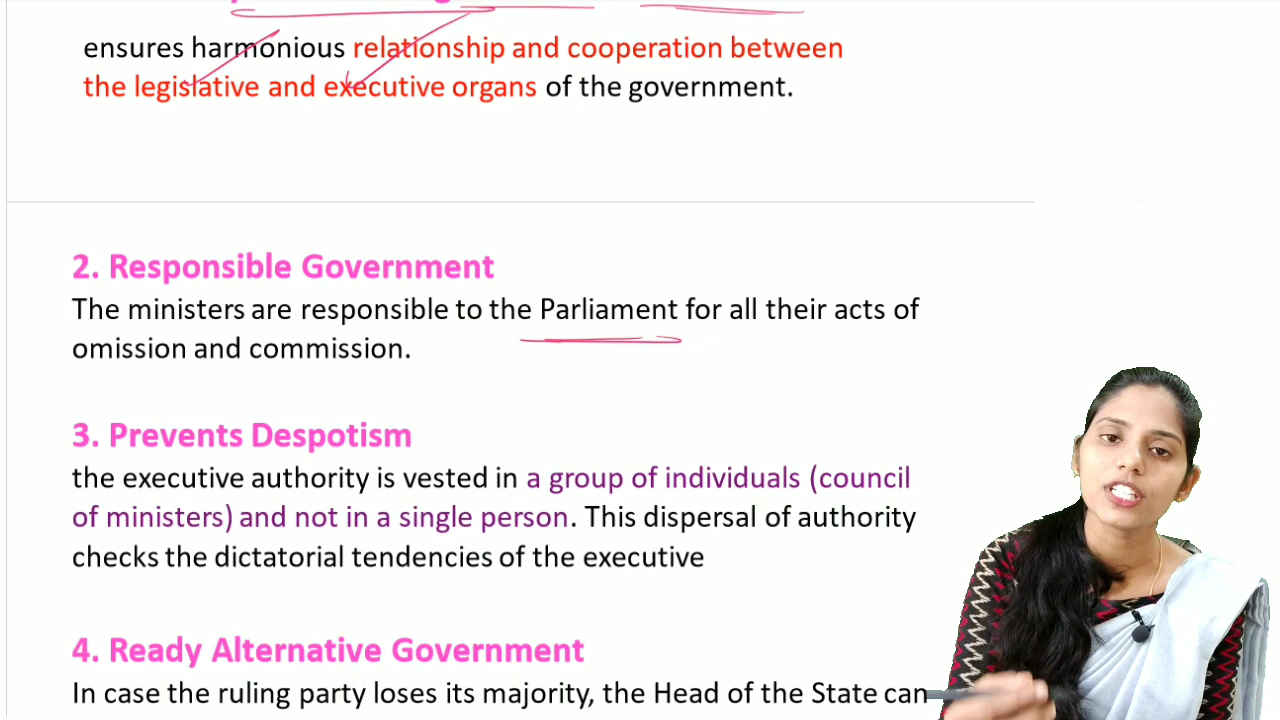 ensures harmonious relationship and cooperation between
the legislative and executive organs of the government.
2. Responsible Government
The ministers are responsible to the Parliament for all their acts of
omission and commission.
3. Prevents Despotism
the executive authority is vested in a group of individuals (council
of ministers) and not in a single person. This dispersal of authority
checks the dictatorial tendencies of the executive
4. Ready Alternative Government
In case the ruling party loses its majority, the Head of the State can